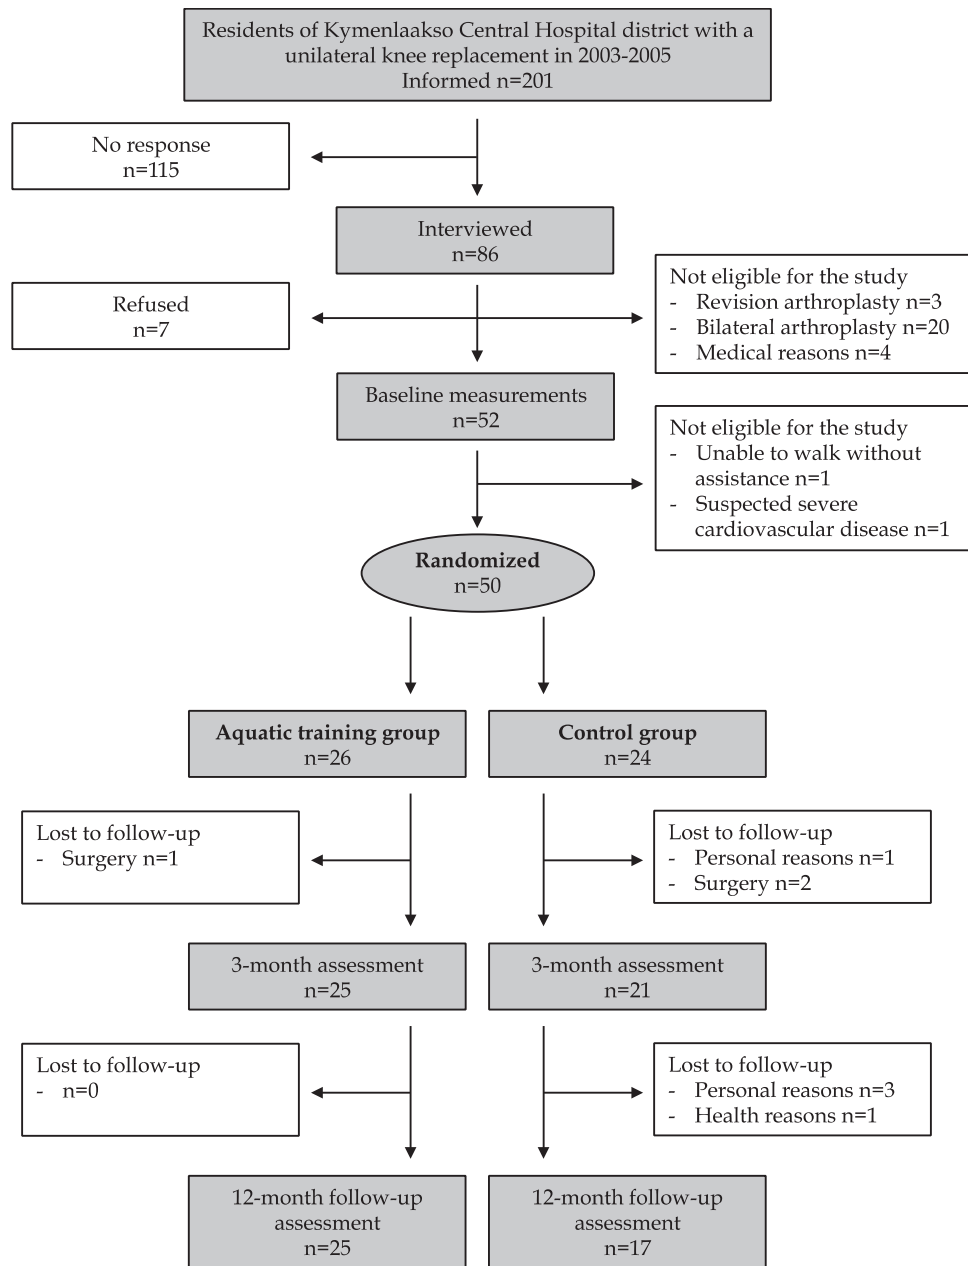 Residents of Kymenlaakso Central Hospital district with a
unilateral knee replacement in 2003-2005
Informed n=201
No response
n=115
Interviewed
n=86
Refused
n=7
Not eligible for the study
- Revision arthroplasty n=3
- Bilateral arthroplasty n=20
- Medical reasons n=4
Baseline measurements
n=52
Not eligible for the study
- Unable to walk without
assistance n=1
- Suspected severe
cardiovascular disease n=1
Randomized
n=50
Aquatic training group
n=26
Control group
n=24
Lost to follow-up
- Surgery n=1
Lost to follow-up
- Personal reasons n=1
- Surgery n=2
3-month assessment
n=25
3-month assessment
n=21
Lost to follow-up
- n=0
Lost to follow-up
- Personal reasons n=3
- Health reasons n=1
12-month follow-up
assessment
n=25
12-month follow-up
assessment
n=17